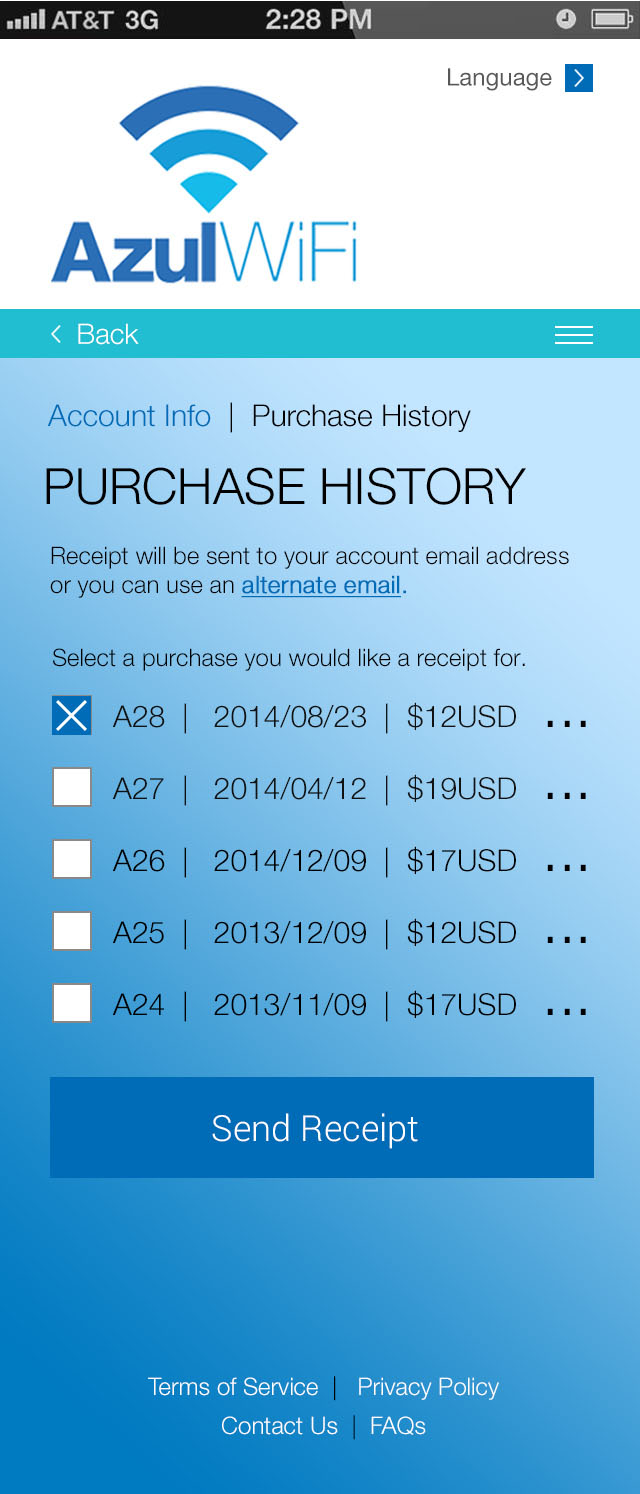 AT&T 3G 2:28 PM
Language
AzulWiFi
Back
Account Info | Purchase History
PURCHASE HISTORY
Receipt will be sent to your account email address
or you can use an alternate email.
Select a purchase you would like a receipt for.
A28 | 2014/08/23 | $12USD ...
A27 | 2014/04/12 | $19USD ...
A26 | 2014/12/09 | $17USD ...
A25 | 2013/12/09 | $12USD ...
A24 | 2013/11/09 | $17USD ...
Send Receipt
Terms of Service | Privacy Policy
Contact Us | FAQs